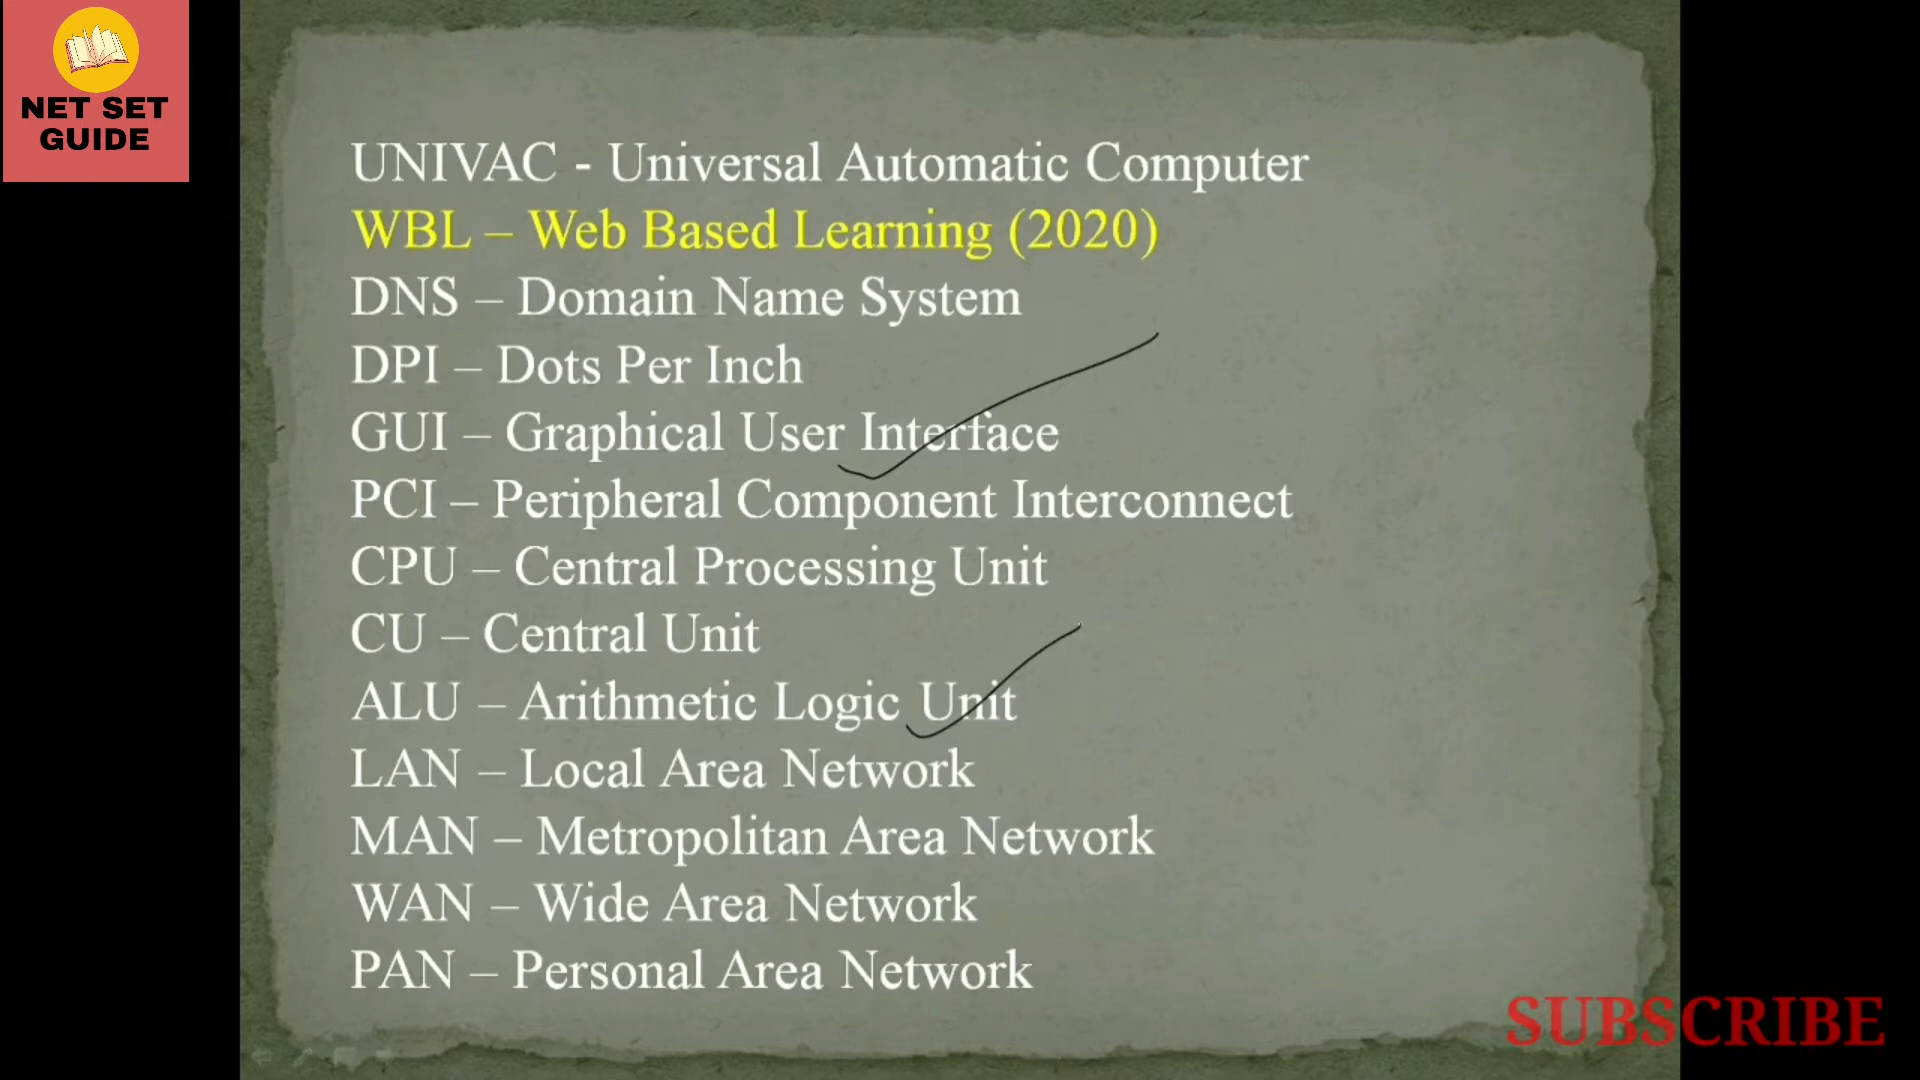 NET SET
GUIDE
UNIVAC - Universal Automatic Computer
WBL – Web Based Learning (2020)
DNS – Domain Name System
DPI – Dots Per Inch
GUI – Graphical User Interface
PCI – Peripheral Component Interconnect
CPU – Central Processing Unit
CU – Central Unit
ALU – Arithmetic Logic Unit
LAN – Local Area Network
MAN – Metropolitan Area Network
WAN – Wide Area Network
PAN – Personal Area Network
SUBSCRIBE